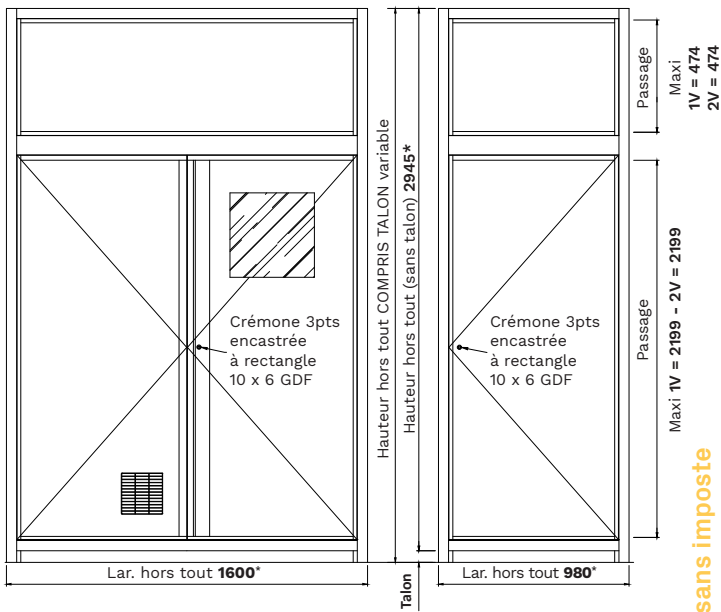 Crémone 3pts
encastrée
à rectangle
10 x 6 GDF
Lar. hors tout 1600*
Hauteur hors tout COMPRIS TALON variable
Hauteur hors tout (sans talon) 2945*
Talon
Crémone 3pts
encastrée
à rectangle
10 x 6 GDF
Lar. hors tout 980*
Passage
Maxi
1V = 474
2V = 474
Passage
Maxi 1V = 2199 - 2V = 2199
sans imposte